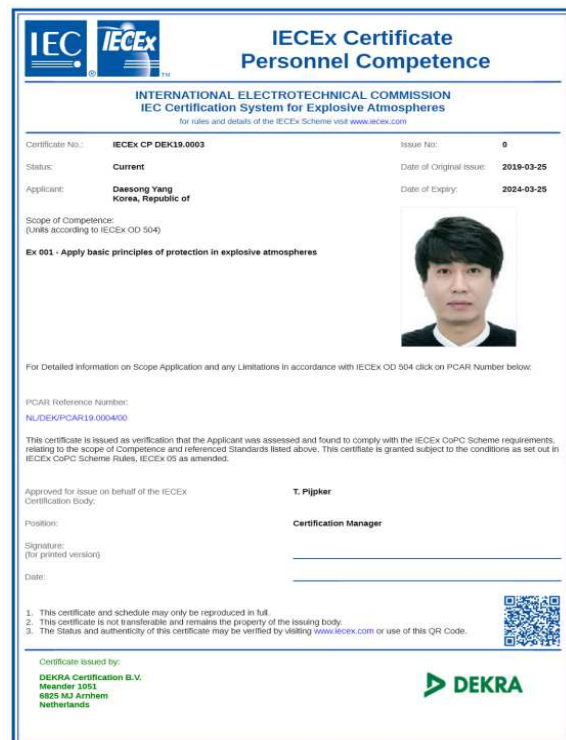 IEC
IECEx
IECEx Certificate
Personnel Competence
INTERNATIONAL ELECTROTECHNICAL COMMISSION
IEC Certification System for Explosive Atmospheres
for rules and details of the IECEx Scheme visit www.iecex.com
Certificate No.: IECEx CP DEK19.0003 Issue No: 0
Status: Current Date of Original Issue: 2019-03-25
Applicant: Daesong Yang Date of Expiry: 2024-03-25
Korea, Republic of
Scope of Competence:
(Units according to IECEx OD 504)
Ex 001 - Apply basic principles of protection in explosive atmospheres
For Detailed Information on Scope Application and any Limitations in accordance with IECEx OD 504 click on PCAR Number below:
PCAR Reference Number:
NL/DEK/PCAR19.0004/00
This certificate is issued as verification that the Applicant was assessed and found to comply with the IECEx CoPC Scheme requirements,
relating to the scope of Competence and referenced Standards listed above. This certifiate is granted subject to the conditions as set out in
IECEx CoPC Scheme Rules, IECEx 05 as amended.
Approved for issue on behalf of the IECEx T. Pijpker
Certification Body:
Position: Certification Manager
Signature:
(for printed version)
Date:
1. This certificate and schedule may only be reproduced in full.
2. This certificate is not transferable and remains the property of the issuing body.
3. The Status and authenticity of this certificate may be verified by visiting www.iecex.com or use of this QR Code.
Certificate issued by:
DEKRA Certification B.V.
Meander 1051
6825 MJ Arnhem
Netherlands
DEKRA